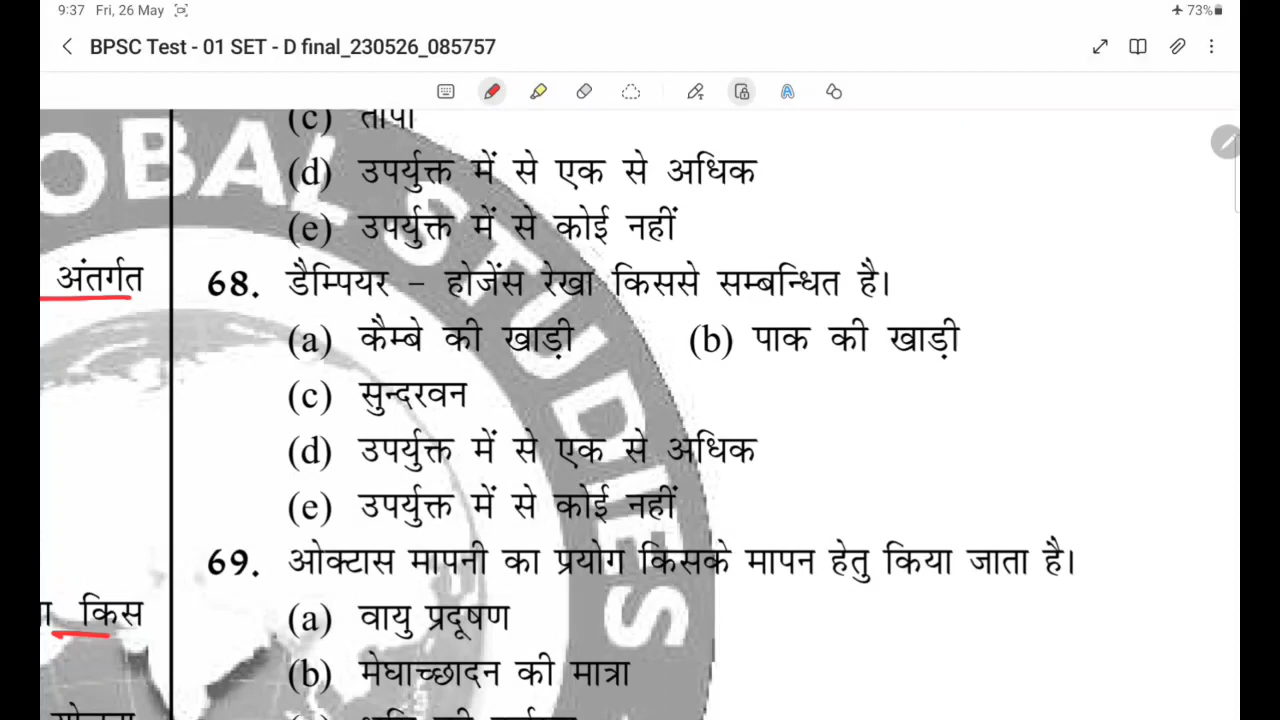 9:37 Fri, 26 May
73%
BPSC Test - 01 SET - D final_230526_085757
OBAL STUDIES
(c) तापी
(d) उपर्युक्त में से एक से अधिक
(e) उपर्युक्त में से कोई नहीं
अंतर्गत
68. डैम्पियर – होजेंस रेखा किससे सम्बन्धित है।
(a) कैम्बे की खाड़ी (b) पाक की खाड़ी
(c) सुन्दरवन
(d) उपर्युक्त में से एक से अधिक
(e) उपर्युक्त में से कोई नहीं
69. ओक्टास मापनी का प्रयोग किसके मापन हेतु किया जाता है।
(a) वायु प्रदूषण
किस
(b) मेघाच्छादन की मात्रा